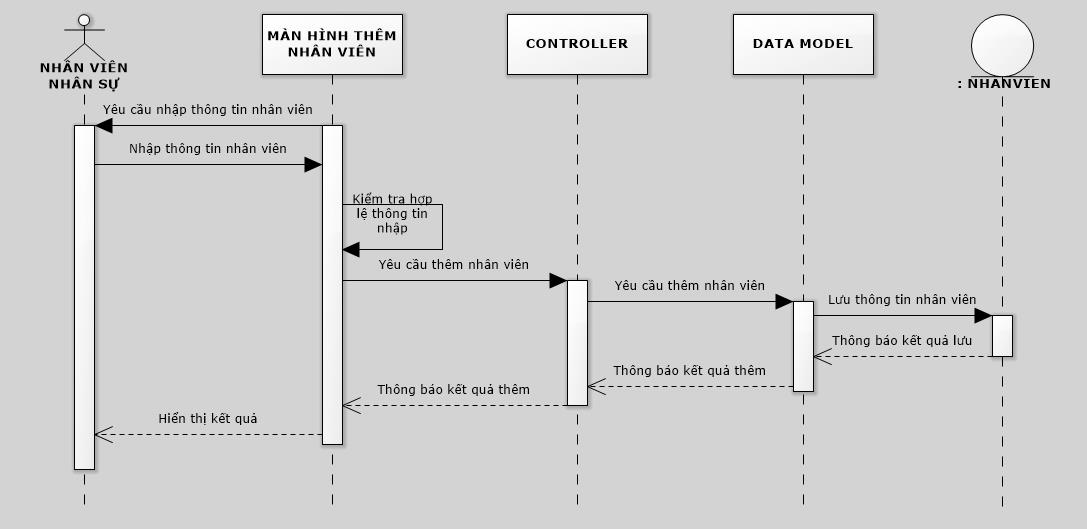 NHÂN VIÊN
NHÂN SỰ
MÀN HÌNH THÊM
NHÂN VIÊN
CONTROLLER
DATA MODEL
: NHANVIEN
Yêu cầu nhập thông tin nhân viên
Nhập thông tin nhân viên
Kiểm tra hợp
lệ thông tin
nhập
Yêu cầu thêm nhân viên
Yêu cầu thêm nhân viên
Lưu thông tin nhân viên
Thông báo kết quả lưu
Thông báo kết quả thêm
Thông báo kết quả thêm
Hiển thị kết quả